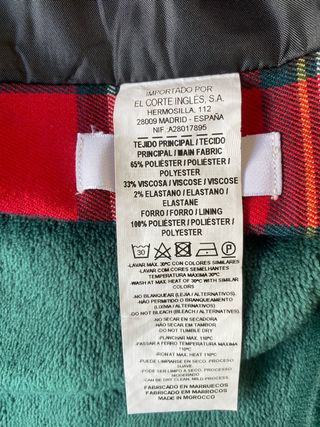 IMPORTADO POR
EL CORTE INGLES, S.A.
HERMOSILLA, 112
28009 MADRID - ESPAÑA
NIF.:A28017895
TEJIDO PRINCIPAL / TECIDO
PRINCIPAL / MAIN FABRIC
65% POLIÉSTER / POLIÉSTER /
POLYESTER
33% VISCOSA / VISCOSE / VISCOSE
2% ELASTANO / ELASTANO /
ELASTANE
FORRO / FORRO / LINING
100% POLIÉSTER / POLIÉSTER /
POLYESTER
30
P
-LAVAR MAX. 30ºC CON COLORES SIMILARES
-LAVAR COM CORES SEMELHANTES
TEMPERATURA MÁXIMA 30ºC
-WASH AT MAX. HEAT OF 30ºC WITH SIMILAR
COLORS
-NO BLANQUEAR (LEJIA / ALTERNATIVOS)
-NÃO PERMITIDO O BRANQUEAMENTO
(LIXIVIA / ALTERNATIVOS)
-DO NOT BLEACH (BLEACH / ALTERNATIVES)
-NO SECAR EN SECADORA
-NÃO SECAR EM TAMBOR
-DO NOT TUMBLE DRY
-PLANCHAR MAX. 110ºC
-PASSAR A FERRO TEMPERATURA MAXIMA
110ºC
-IRON AT MAX. HEAT 110ºC
-PUEDE LIMPIARSE EN SECO. PROCESO
SUAVE.
-PODE SER LIMPO A SECO. PROCESSO
MODERADO
-CAN BE DRY CLEAN. MILD PROCESS.
FABRICADO EN MARRUECOS
FABRICADO EM MARROCOS
MADE IN MOROCCO